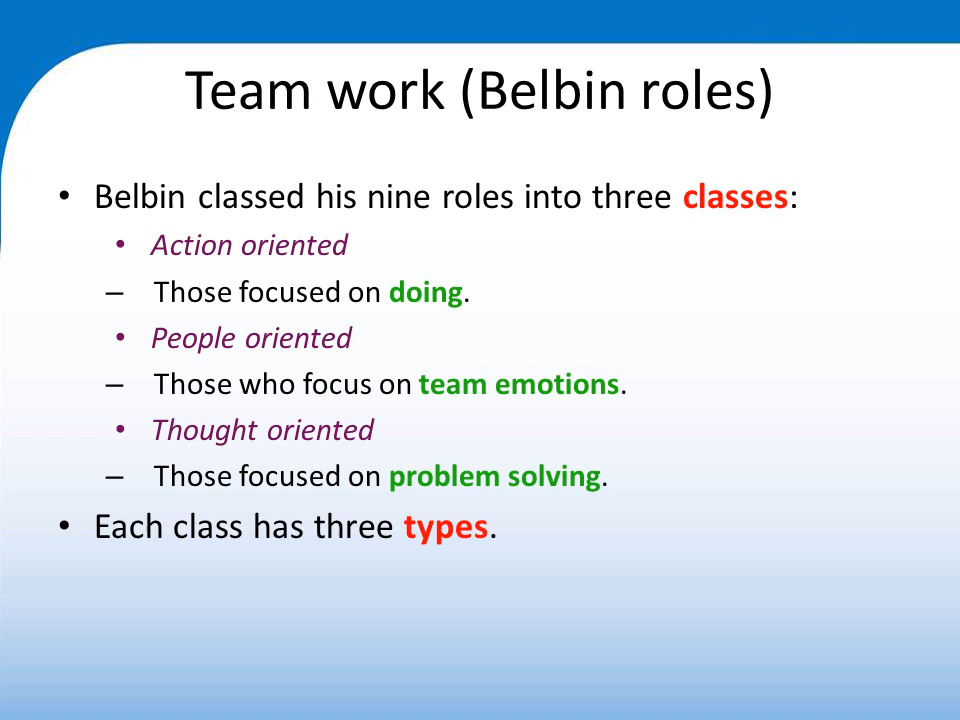 Team work (Belbin roles)
• Belbin classed his nine roles into three classes:
• Action oriented
– Those focused on doing.
• People oriented
– Those who focus on team emotions.
• Thought oriented
– Those focused on problem solving.
• Each class has three types.